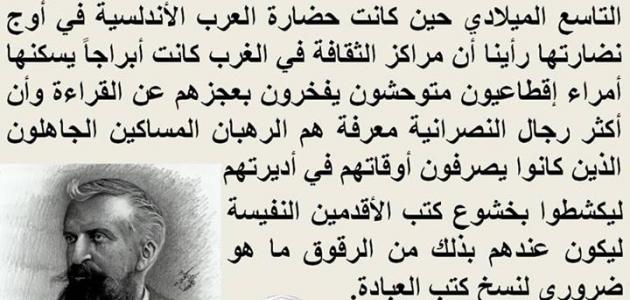 التاسع الميلادي حين كانت حضارة العرب الأندلسية في أوج
نضارتها رأينا أن مراكز الثقافة في الغرب كانت أبراجاً يسكنها
أمراء إقطاعيون متوحشون يفخرون بعجزهم عن القراءة وأن
أكثر رجال النصرانية معرفة هم الرهبان المساكين الجاهلون
الذين كانوا يصرفون أوقاتهم في أديرتهم
ليكشطوا بخشوع كتب الأقدمين النفيسة
ليكون عندهم بذلك من الرقوق ما هو
ضروري لنسخ كتب العبادة.